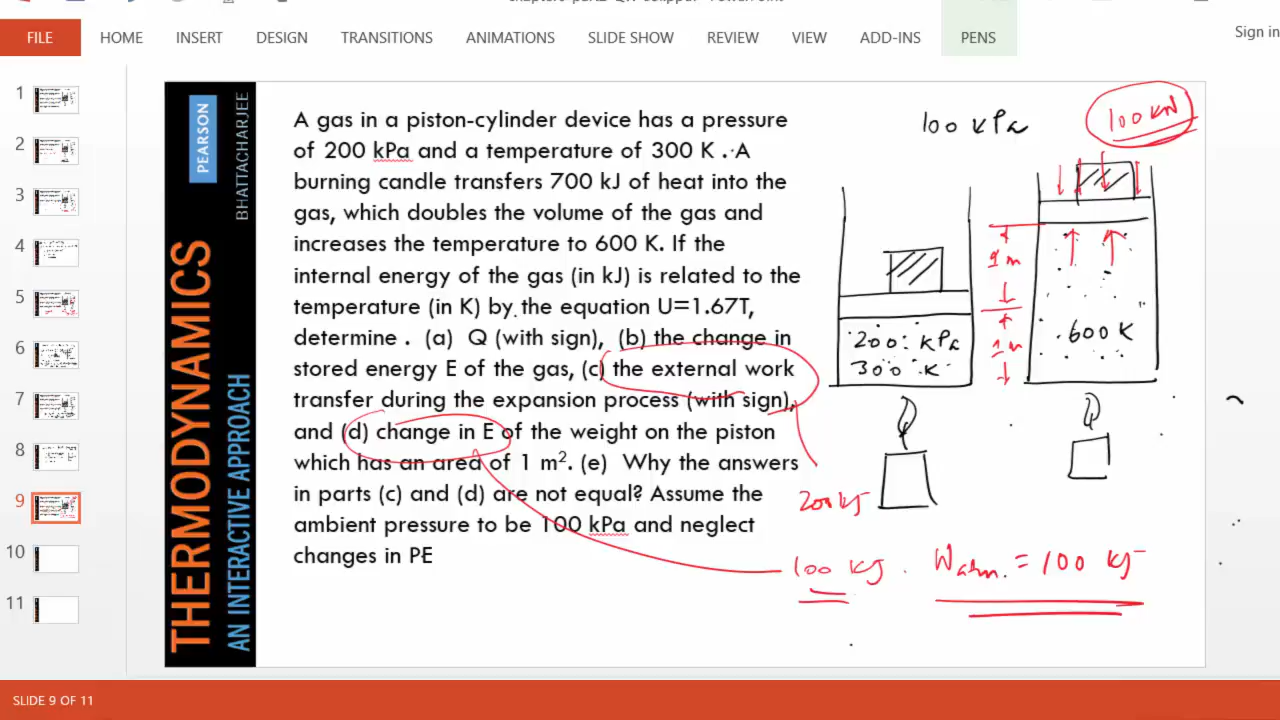 FILE HOME INSERT DESIGN TRANSITIONS ANIMATIONS SLIDE SHOW REVIEW VIEW ADD-INS PENS Sign in
1
2
3
4
5
6
7
8
9
10
11
PEARSON
BHATTACHARJEE
THERMODYNAMICS
AN INTERACTIVE APPROACH
A gas in a piston-cylinder device has a pressure
of 200 kPa and a temperature of 300 K . A
burning candle transfers 700 kJ of heat into the
gas, which doubles the volume of the gas and
increases the temperature to 600 K. If the
internal energy of the gas (in kJ) is related to the
temperature (in K) by the equation U=1.67T,
determine . (a) Q (with sign), (b) the change in
stored energy E of the gas, (c) the external work
transfer during the expansion process (with sign),
and (d) change in E of the weight on the piston
which has an area of 1 m². (e) Why the answers
in parts (c) and (d) are not equal? Assume the
ambient pressure to be 100 kPa and neglect
changes in PE
100 kPa
100 kN
1 m
1 m
200 kPa
300 K
600 K
200 kJ
100 kJ
Watm. = 100 kJ
SLIDE 9 OF 11